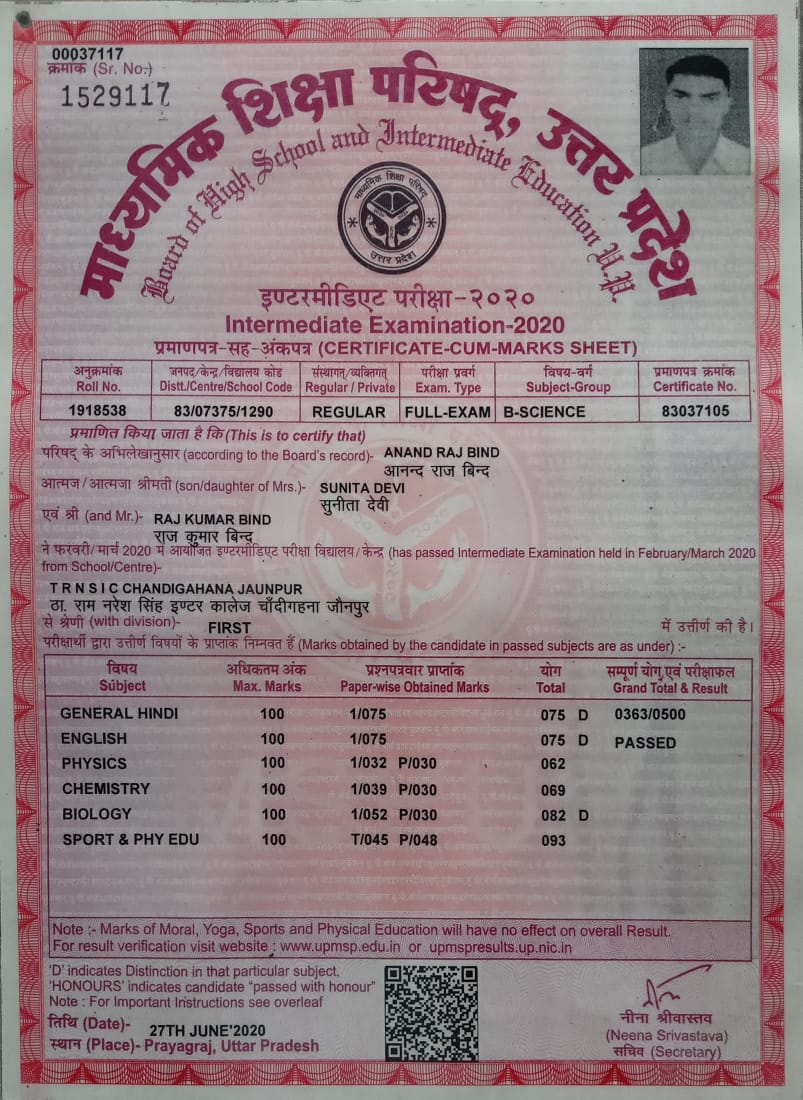 00037117
क्रमांक (Sr. No.)
1529117
माध्यमिक शिक्षा परिषद्, उत्तर प्रदेश
Board of High School and Intermediate Education U.P.
माध्यमिक शिक्षा परिषद्
उत्तर प्रदेश
इण्टरमीडिएट परीक्षा-२०२०
Intermediate Examination-2020
प्रमाणपत्र-सह-अंकपत्र (CERTIFICATE-CUM-MARKS SHEET)
अनुक्रमांक जनपद/केन्द्र/विद्यालय कोड संस्थागत/व्यक्तिगत परीक्षा प्रवर्ग विषय-वर्ग प्रमाणपत्र क्रमांक
Roll No. Distt./Centre/School Code Regular / Private Exam. Type Subject-Group Certificate No.
1918538 83/07375/1290 REGULAR FULL-EXAM B-SCIENCE 83037105
प्रमाणित किया जाता है कि (This is to certify that)
परिषद् के अभिलेखानुसार (according to the Board's record)- ANAND RAJ BIND
आनन्द राज बिन्द
आत्मज/आत्मजा श्रीमती (son/daughter of Mrs.)- SUNITA DEVI
सुनीता देवी
एवं श्री (and Mr.)- RAJ KUMAR BIND
राज कुमार बिन्द
ने फरवरी/मार्च 2020 में आयोजित इण्टरमीडिएट परीक्षा विद्यालय/केन्द्र (has passed Intermediate Examination held in February/March 2020
from School/Centre)-
T R N S I C CHANDIGAHANA JAUNPUR
ठा. राम नरेश सिंह इण्टर कालेज चाँदीगहना जौनपुर
से श्रेणी (with division)- FIRST में उत्तीर्ण की है।
परीक्षार्थी द्वारा उत्तीर्ण विषयों के प्राप्तांक निम्नवत हैं (Marks obtained by the candidate in passed subjects are as under) :-
विषय अधिकतम अंक प्रश्नपत्रवार प्राप्तांक योग सम्पूर्ण योग एवं परीक्षाफल
Subject Max. Marks Paper-wise Obtained Marks Total Grand Total & Result
GENERAL HINDI 100 1/075 075 D 0363/0500
ENGLISH 100 1/075 075 D PASSED
PHYSICS 100 1/032 P/030 062
CHEMISTRY 100 1/039 P/030 069
BIOLOGY 100 1/052 P/030 082 D
SPORT & PHY EDU 100 T/045 P/048 093
Note :- Marks of Moral, Yoga, Sports and Physical Education will have no effect on overall Result.
For result verification visit website : www.upmsp.edu.in or upmspresults.up.nic.in
'D' indicates Distinction in that particular subject,
'HONOURS' indicates candidate "passed with honour"
Note : For Important Instructions see overleaf
तिथि (Date)- 27TH JUNE'2020
स्थान (Place)- Prayagraj, Uttar Pradesh
नीना श्रीवास्तव
(Neena Srivastava)
सचिव (Secretary)